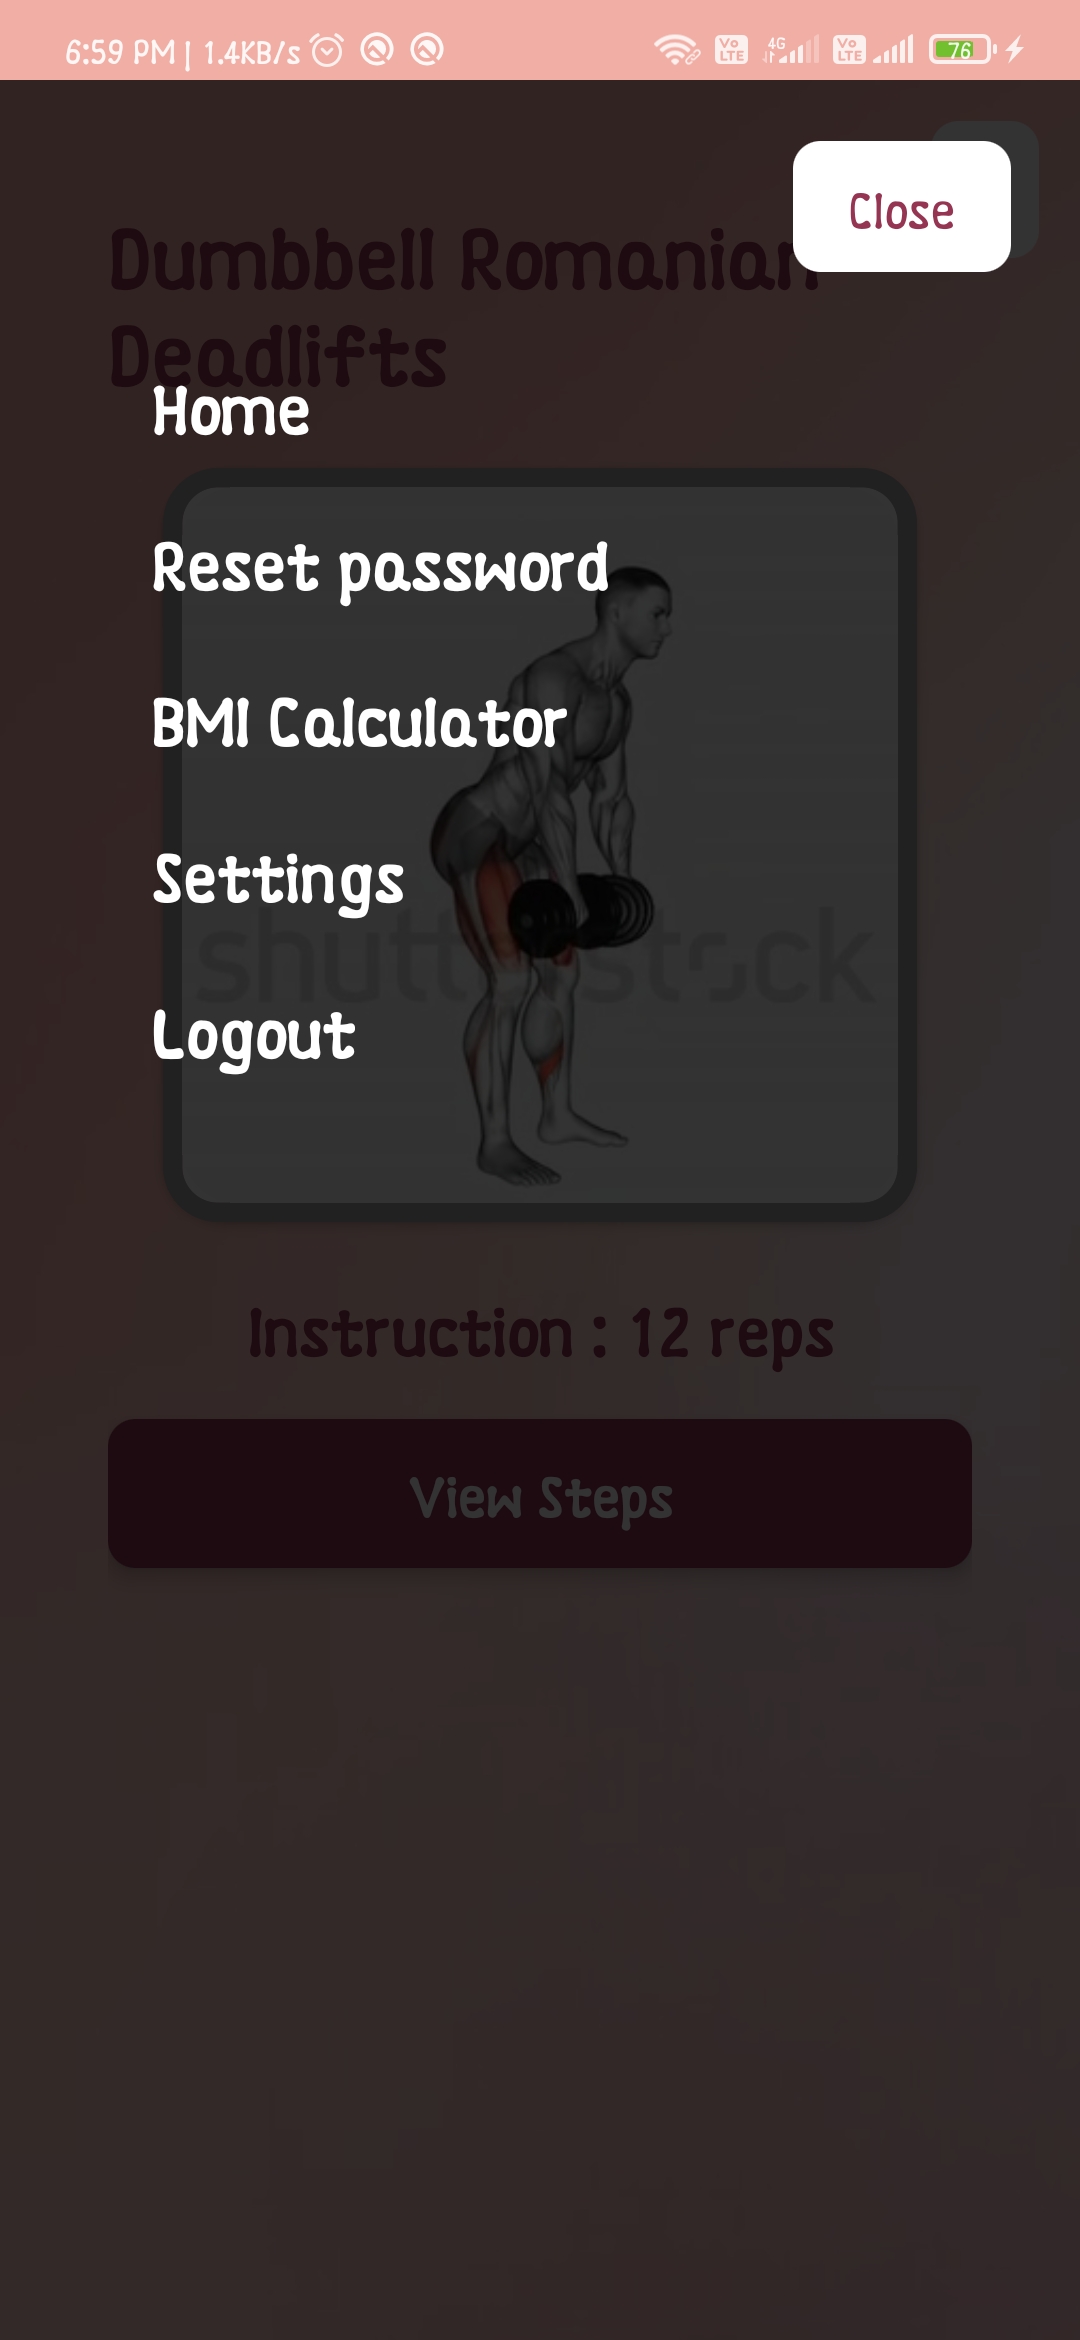 6:59 PM | 1.4KB/s
Vo LTE 4G Vo LTE 76
Close
Dumbbell Romanian
Deadlifts
Home
Reset password
BMI Calculator
Settings
shutterstock
Logout
Instruction : 12 reps
View Steps